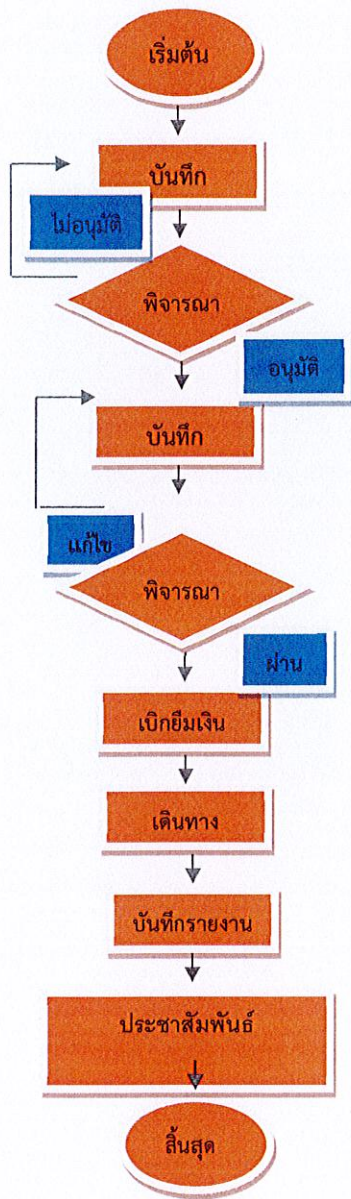 เริ่มต้น
บันทึก
ไม่อนุมัติ
พิจารณา
อนุมัติ
บันทึก
แก้ไข
พิจารณา
ผ่าน
เบิกยืมเงิน
เดินทาง
บันทึกรายงาน
ประชาสัมพันธ์
สิ้นสุด